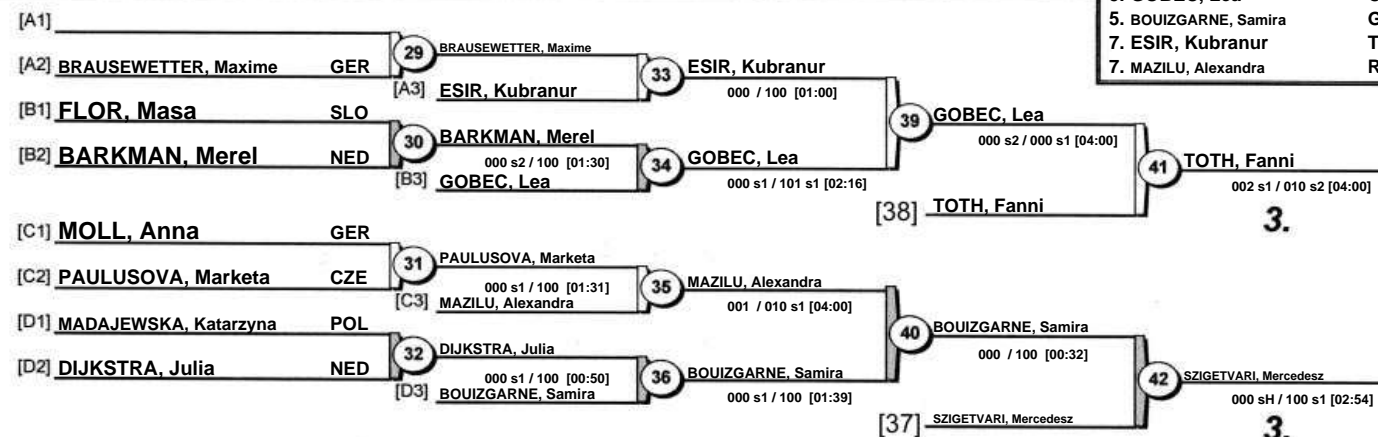 5. BOUIZGARNE, Samira G
7. ESIR, Kubranur T
7. MAZILU, Alexandra R
[A1]
[A2] BRAUSEWETTER, Maxime GER
29 BRAUSEWETTER, Maxime
[A3] ESIR, Kubranur
33 ESIR, Kubranur
000 / 100 [01:00]
[B1] FLOR, Masa SLO
[B2] BARKMAN, Merel NED
30 BARKMAN, Merel
000 s2 / 100 [01:30]
[B3] GOBEC, Lea
34 GOBEC, Lea
000 s1 / 101 s1 [02:16]
39 GOBEC, Lea
000 s2 / 000 s1 [04:00]
[38] TOTH, Fanni
41 TOTH, Fanni
002 s1 / 010 s2 [04:00]
3.
[C1] MOLL, Anna GER
[C2] PAULUSOVA, Marketa CZE
31 PAULUSOVA, Marketa
000 s1 / 100 [01:31]
[C3] MAZILU, Alexandra
35 MAZILU, Alexandra
001 / 010 s1 [04:00]
[D1] MADAJEWSKA, Katarzyna POL
[D2] DIJKSTRA, Julia NED
32 DIJKSTRA, Julia
000 s1 / 100 [00:50]
[D3] BOUIZGARNE, Samira
36 BOUIZGARNE, Samira
000 s1 / 100 [01:39]
40 BOUIZGARNE, Samira
000 / 100 [00:32]
[37] SZIGETVARI, Mercedesz
42 SZIGETVARI, Mercedesz
000 sH / 100 s1 [02:54]
3.